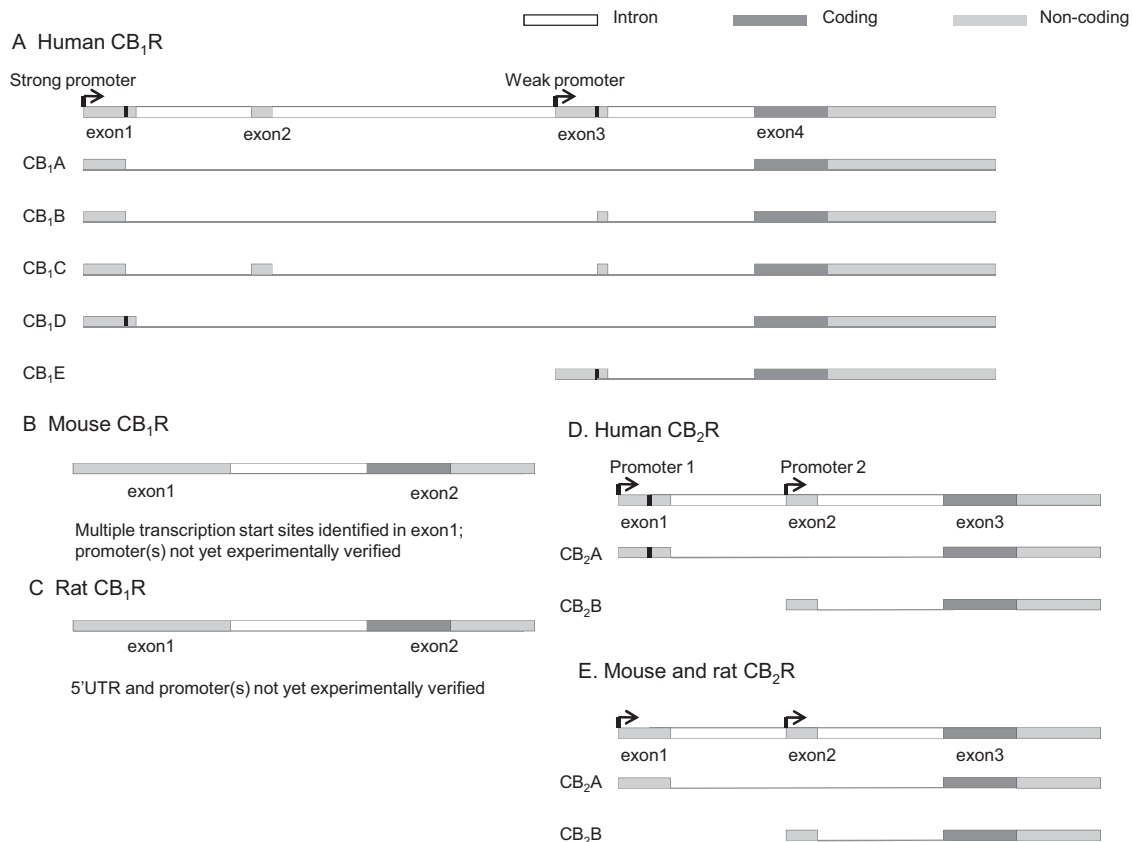 Intron Coding Non-coding
A Human CB₁R
Strong promoter Weak promoter
exon1 exon2 exon3 exon4
CB₁A
CB₁B
CB₁C
CB₁D
CB₁E
B Mouse CB₁R
exon1 exon2
Multiple transcription start sites identified in exon1;
promoter(s) not yet experimentally verified
C Rat CB₁R
exon1 exon2
5'UTR and promoter(s) not yet experimentally verified
D. Human CB₂R
Promoter 1 Promoter 2
exon1 exon2 exon3
CB₂A
CB₂B
E. Mouse and rat CB₂R
exon1 exon2 exon3
CB₂A
CB₂B